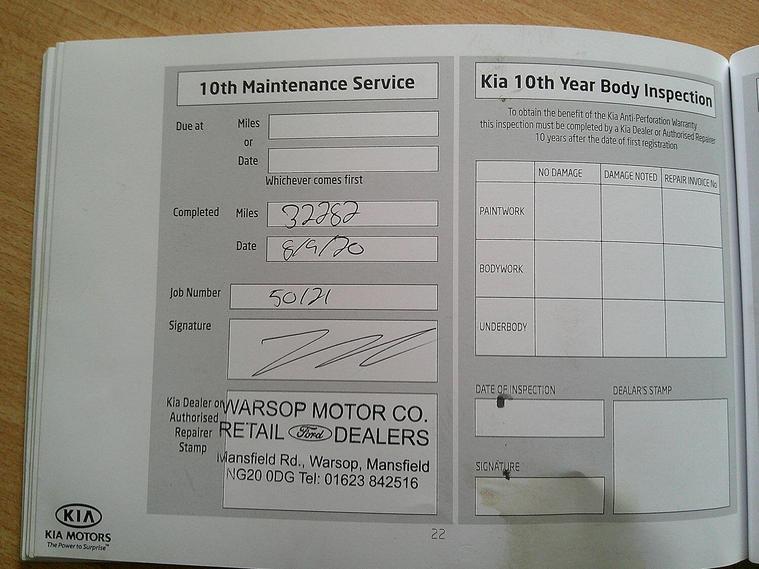 10th Maintenance Service
Due at
Miles
or
Date
Whichever comes first
Completed
Miles 32282
Date 8/9/20
Job Number 50121
Signature
Kia Dealer or
Authorised
Repairer
Stamp
WARSOP MOTOR CO.
RETAIL Ford DEALERS
Mansfield Rd., Warsop, Mansfield
NG20 0DG Tel: 01623 842516
KIA
KIA MOTORS
The Power to Surprise™
Kia 10th Year Body Inspection
To obtain the benefit of the Kia Anti-Perforation Warranty
this inspection must be completed by a Kia Dealer or Authorised Repairer
10 years after the date of first registration
NO DAMAGE DAMAGE NOTED REPAIR INVOICE No
PAINTWORK
BODYWORK
UNDERBODY
DATE OF INSPECTION
DEALAR'S STAMP
SIGNATURE
22